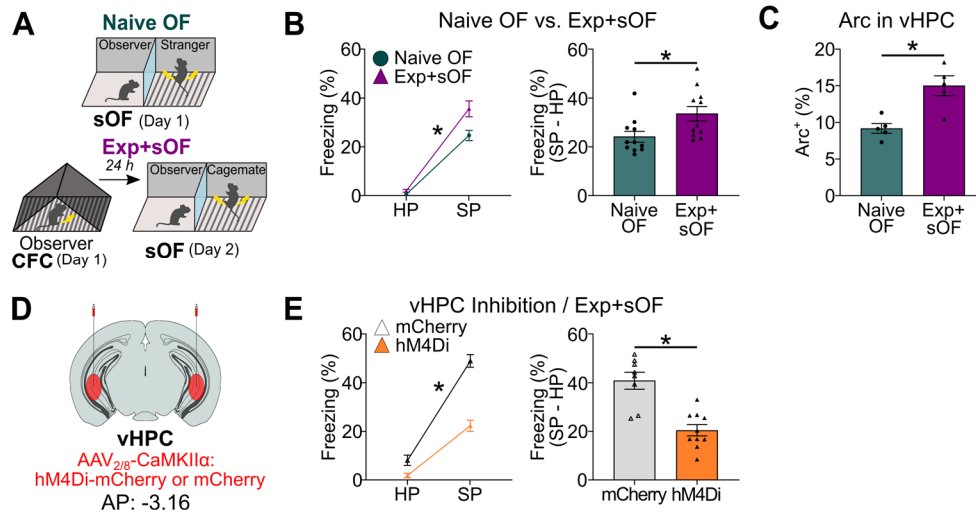 A
Naive OF
Observer Stranger
sOF (Day 1)
Exp+sOF
24 h
Observer Cagemate
Observer
CFC (Day 1)
sOF (Day 2)
B
Naive OF vs. Exp+sOF
Freezing (%)
60
40
20
0
Naive OF
Exp+sOF
*
HP SP
Freezing (%)
(SP - HP)
60
40
20
0
*
Naive
OF
Exp+
sOF
C
Arc in vHPC
Arc+ (%)
20
15
10
5
0
*
Naive
OF
Exp+
sOF
D
vHPC
AAV2/8-CaMKIIα:
hM4Di-mCherry or mCherry
AP: -3.16
E
vHPC Inhibition / Exp+sOF
Freezing (%)
60
40
20
0
mCherry
hM4Di
*
HP SP
Freezing (%)
(SP - HP)
60
40
20
0
*
mCherry hM4Di